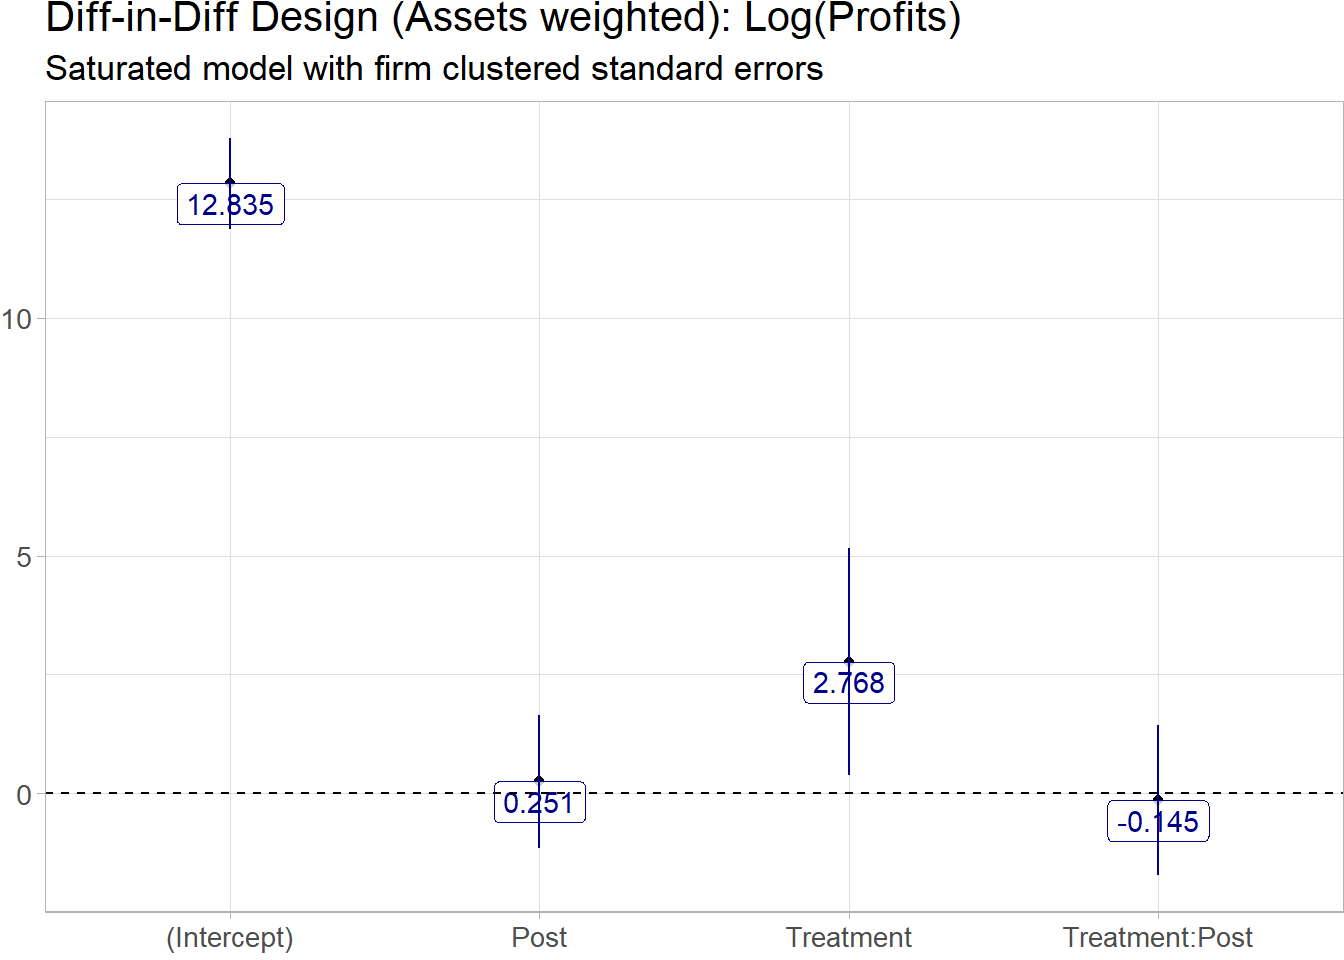 Diff-in-Diff Design (Assets weighted): Log(Profits)
Saturated model with firm clustered standard errors
12.835
10
5
2.768
0.251
0
-0.145
(Intercept)
Post
Treatment
Treatment:Post